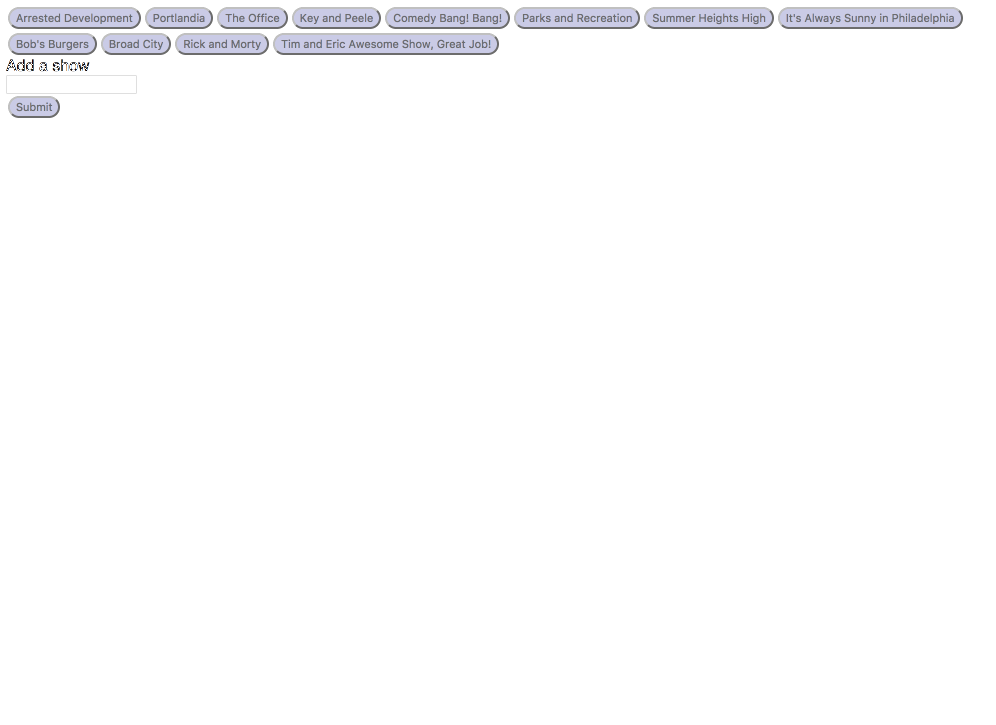 Arrested Development Portlandia The Office Key and Peele Comedy Bang! Bang! Parks and Recreation Summer Heights High It's Always Sunny in Philadelphia
Bob's Burgers Broad City Rick and Morty Tim and Eric Awesome Show, Great Job!
Add a show
Submit